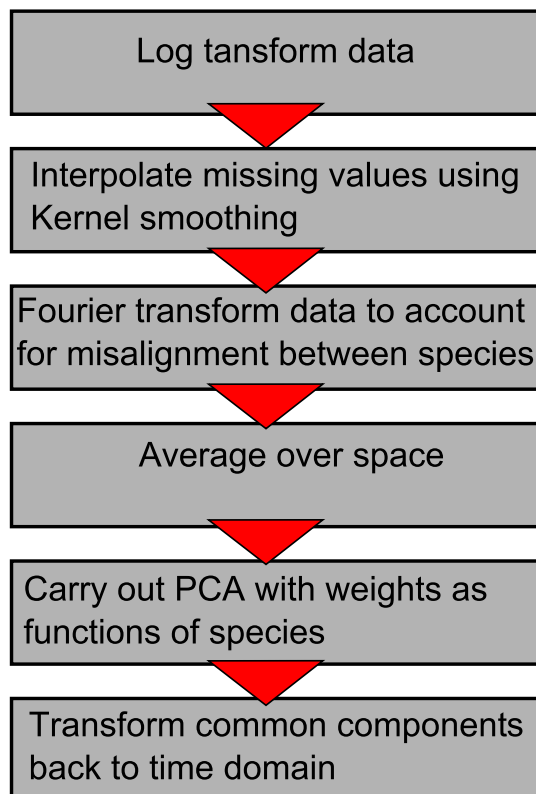 Log tansform data
Interpolate missing values using
Kernel smoothing
Fourier transform data to account
for misalignment between species
Average over space
Carry out PCA with weights as
functions of species
Transform common components
back to time domain